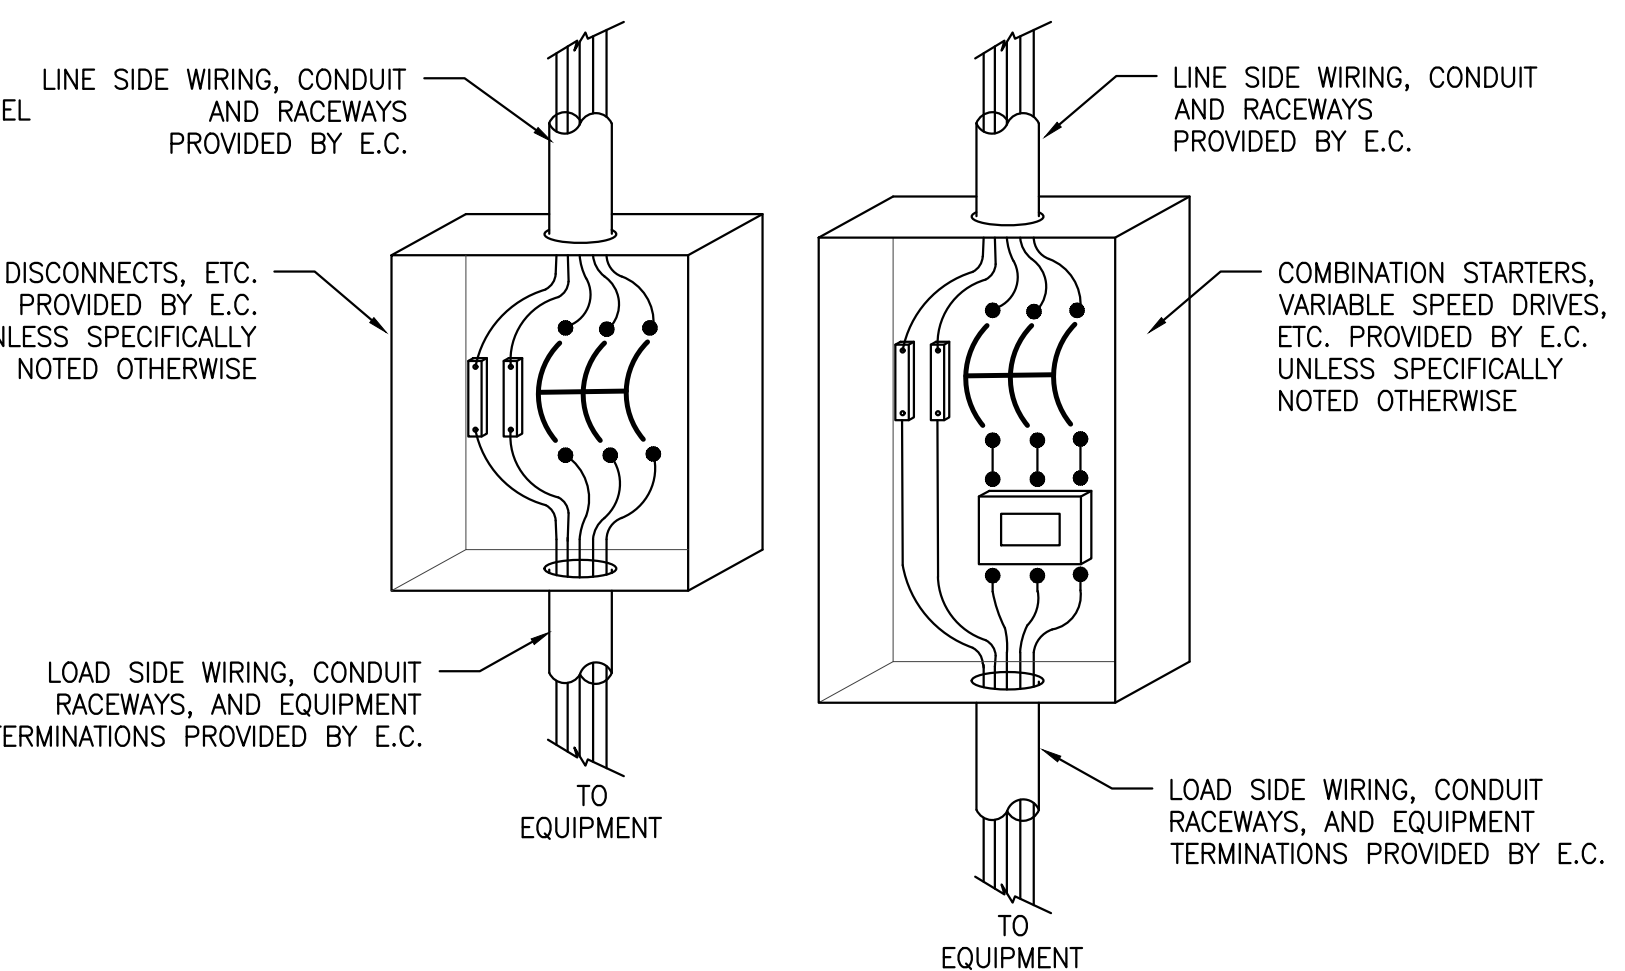 LINE SIDE WIRING, CONDUIT
AND RACEWAYS
PROVIDED BY E.C.
EL
DISCONNECTS, ETC.
PROVIDED BY E.C.
NLESS SPECIFICALLY
NOTED OTHERWISE
LOAD SIDE WIRING, CONDUIT
RACEWAYS, AND EQUIPMENT
TERMINATIONS PROVIDED BY E.C.
TO
EQUIPMENT
LINE SIDE WIRING, CONDUIT
AND RACEWAYS
PROVIDED BY E.C.
COMBINATION STARTERS,
VARIABLE SPEED DRIVES,
ETC. PROVIDED BY E.C.
UNLESS SPECIFICALLY
NOTED OTHERWISE
LOAD SIDE WIRING, CONDUIT
RACEWAYS, AND EQUIPMENT
TERMINATIONS PROVIDED BY E.C.
TO
EQUIPMENT